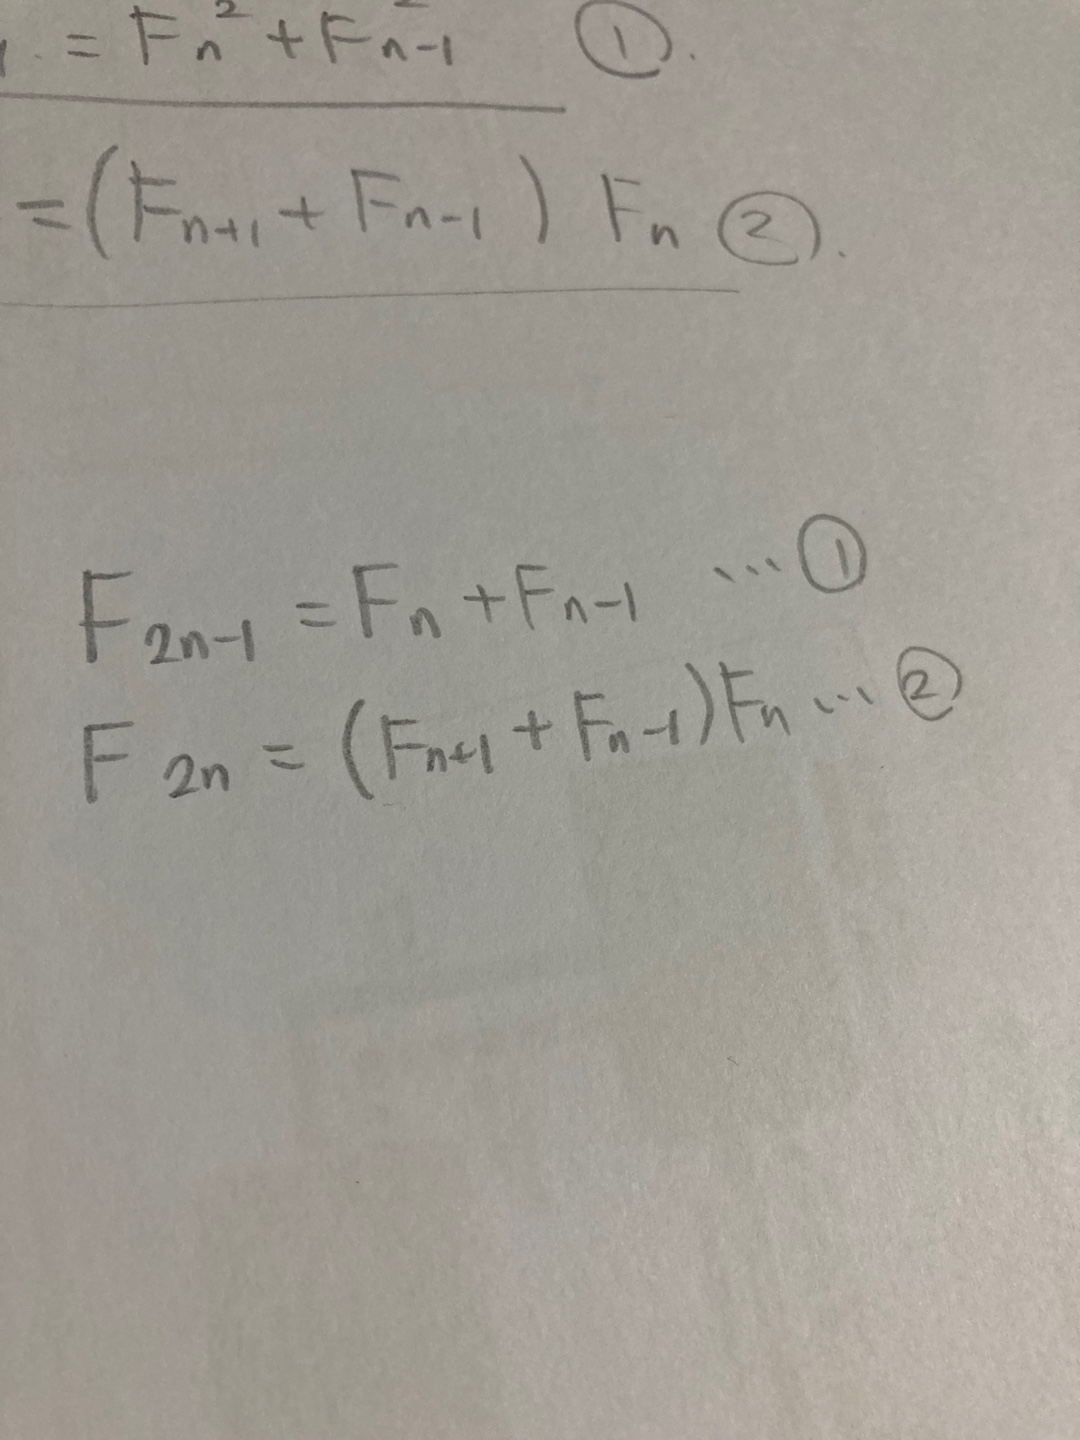 . = Fₙ² + Fₙ₋₁² ①.
= (Fₙ₊₁ + Fₙ₋₁) Fₙ ②.
F₂ₙ₋₁ = Fₙ + Fₙ₋₁ … ①
F₂ₙ = (Fₙ₊₁ + Fₙ₋₁)Fₙ … ②